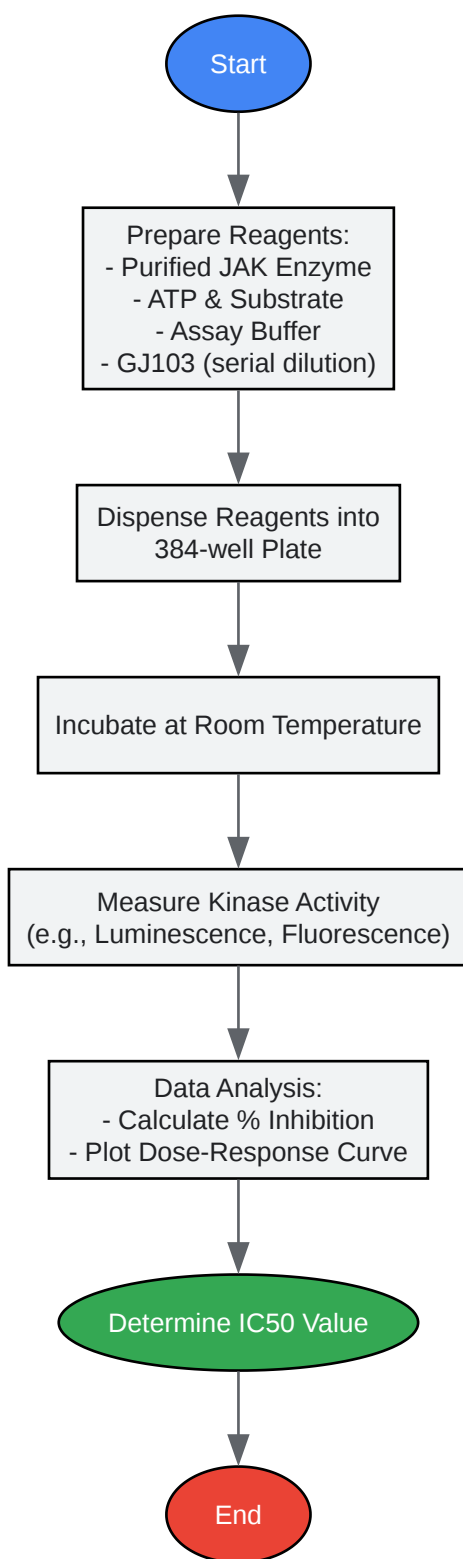 Start
Prepare Reagents:
- Purified JAK Enzyme
- ATP & Substrate
- Assay Buffer
- GJ103 (serial dilution)
Dispense Reagents into
384-well Plate
Incubate at Room Temperature
Measure Kinase Activity
(e.g., Luminescence, Fluorescence)
Data Analysis:
- Calculate % Inhibition
- Plot Dose-Response Curve
Determine IC50 Value
End